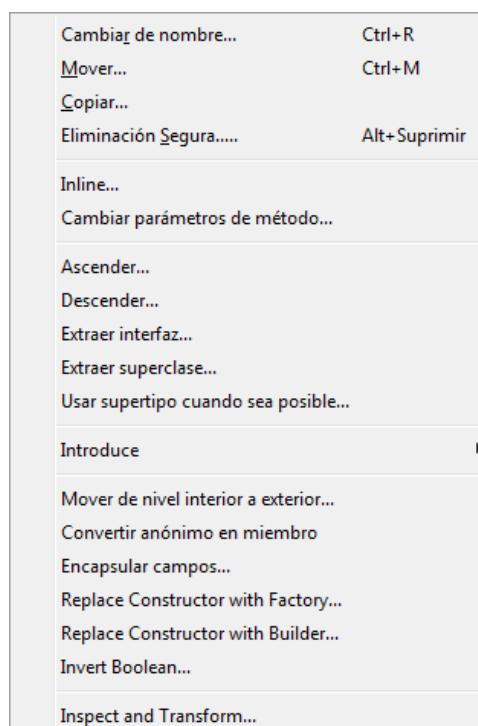 Cambiar de nombre... Ctrl+R
Mover... Ctrl+M
Copiar...
Eliminación Segura..... Alt+Suprimir
Inline...
Cambiar parámetros de método...
Ascender...
Descender...
Extraer interfaz...
Extraer superclase...
Usar supertipo cuando sea posible...
Introduce
Mover de nivel interior a exterior...
Convertir anónimo en miembro
Encapsular campos...
Replace Constructor with Factory...
Replace Constructor with Builder...
Invert Boolean...
Inspect and Transform...